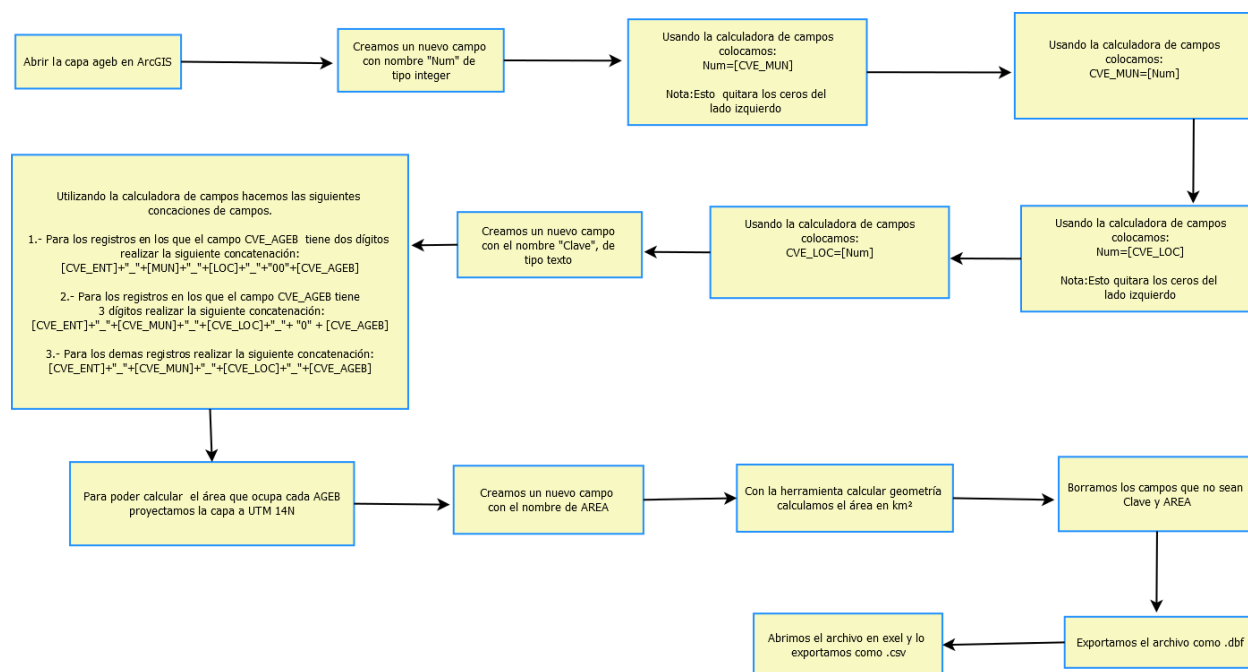 Abrir la capa ageb en ArcGIS
Creamos un nuevo campo
con nombre "Num" de
tipo integer
Usando la calculadora de campos
colocamos:
Num=[CVE_MUN]
Nota:Esto quitara los ceros del
lado izquierdo
Usando la calculadora de campos
colocamos:
CVE_MUN=[Num]
Usando la calculadora de campos
colocamos:
Num=[CVE_LOC]
Nota:Esto quitara los ceros del
lado izquierdo
Usando la calculadora de campos
colocamos:
CVE_LOC=[Num]
Creamos un nuevo campo
con el nombre "Clave", de
tipo texto
Utilizando la calculadora de campos hacemos las siguientes
concaciones de campos.
1.- Para los registros en los que el campo CVE_AGEB tiene dos dígitos
realizar la siguiente concatenación:
[CVE_ENT]+"_"+[MUN]+"_"+[LOC]+"_"+"00"+[CVE_AGEB]
2.- Para los registros en los que el campo CVE_AGEB tiene
3 dígitos realizar la siguiente concatenación:
[CVE_ENT]+"_"+[CVE_MUN]+"_"+[CVE_LOC]+"_"+ "0" + [CVE_AGEB]
3.- Para los demas registros realizar la siguiente concatenación:
[CVE_ENT]+"_"+[CVE_MUN]+"_"+[CVE_LOC]+"_"+[CVE_AGEB]
Para poder calcular el área que ocupa cada AGEB
proyectamos la capa a UTM 14N
Creamos un nuevo campo
con el nombre de AREA
Con la herramienta calcular geometría
calculamos el área en km²
Borramos los campos que no sean
Clave y AREA
Exportamos el archivo como .dbf
Abrimos el archivo en exel y lo
exportamos como .csv